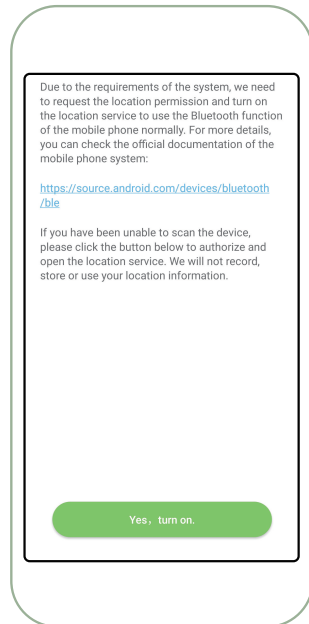 Due to the requirements of the system, we need
to request the location permission and turn on
the location service to use the Bluetooth function
of the mobile phone normally. For more details,
you can check the official documentation of the
mobile phone system:
https://source.android.com/devices/bluetooth
/ble
If you have been unable to scan the device,
please click the button below to authorize and
open the location service. We will not record,
store or use your location information.
Yes，turn on.